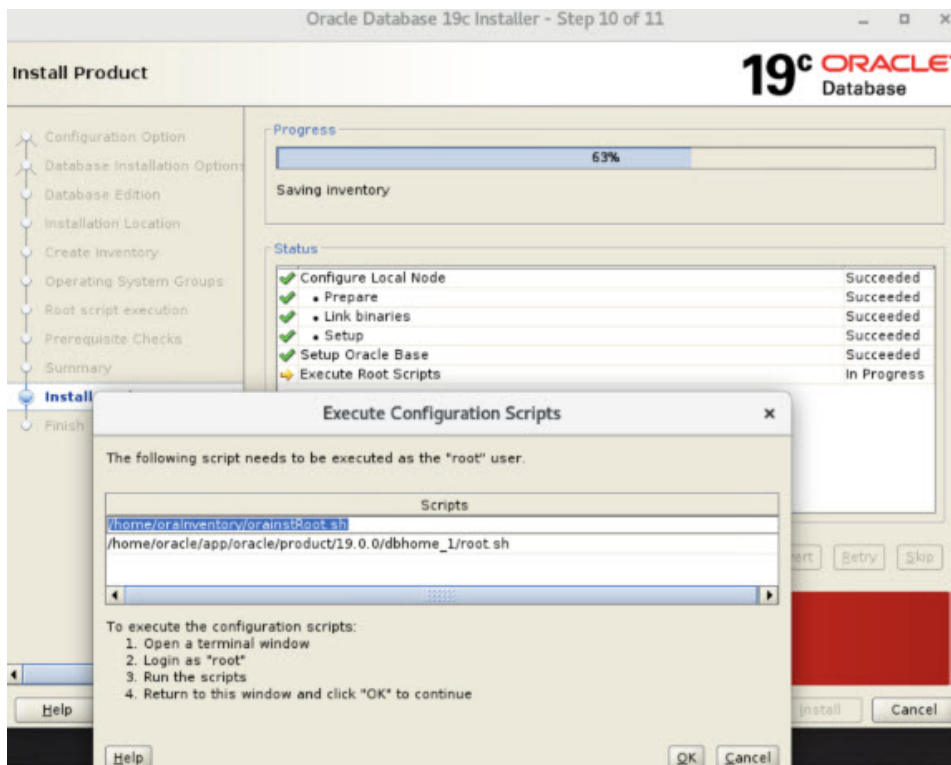 Oracle Database 19c Installer - Step 10 of 11
Install Product
19c ORACLE
Database
Configuration Option
Database Installation Options
Database Edition
Installation Location
Create Inventory
Operating System Groups
Root script execution
Prerequisite Checks
Summary
Install
Finish
Progress
63%
Saving inventory
Status
Configure Local Node Succeeded
• Prepare Succeeded
• Link binaries Succeeded
• Setup Succeeded
Setup Oracle Base Succeeded
Execute Root Scripts In Progress
Execute Configuration Scripts
The following script needs to be executed as the "root" user.
Scripts
/home/oraInventory/orainstRoot.sh
/home/oracle/app/oracle/product/19.0.0/dbhome_1/root.sh
To execute the configuration scripts:
1. Open a terminal window
2. Login as "root"
3. Run the scripts
4. Return to this window and click "OK" to continue
Help OK Cancel
Retry Skip
Help Install Cancel